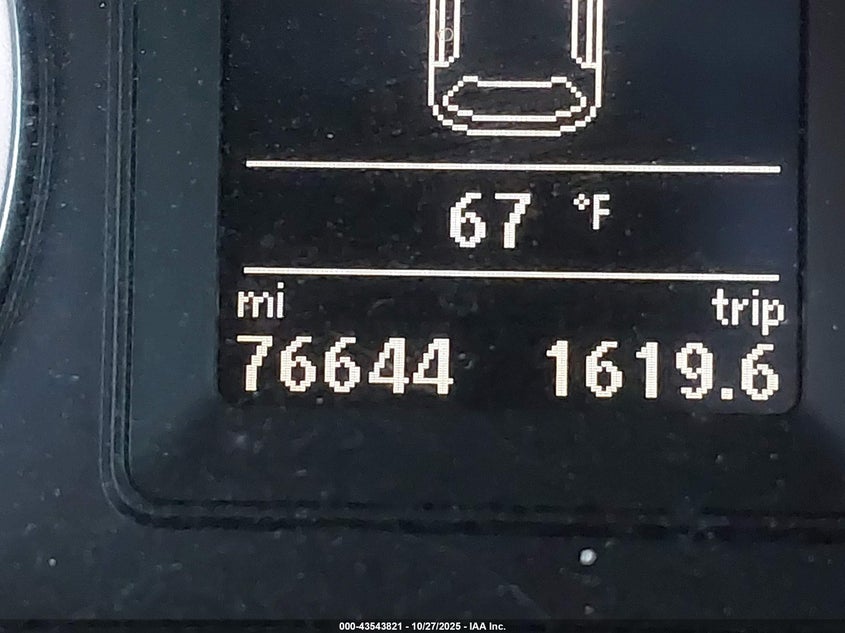 67 °F
mi trip
76644 1619.6
000-43543821 - 10/27/2025 - IAA Inc.